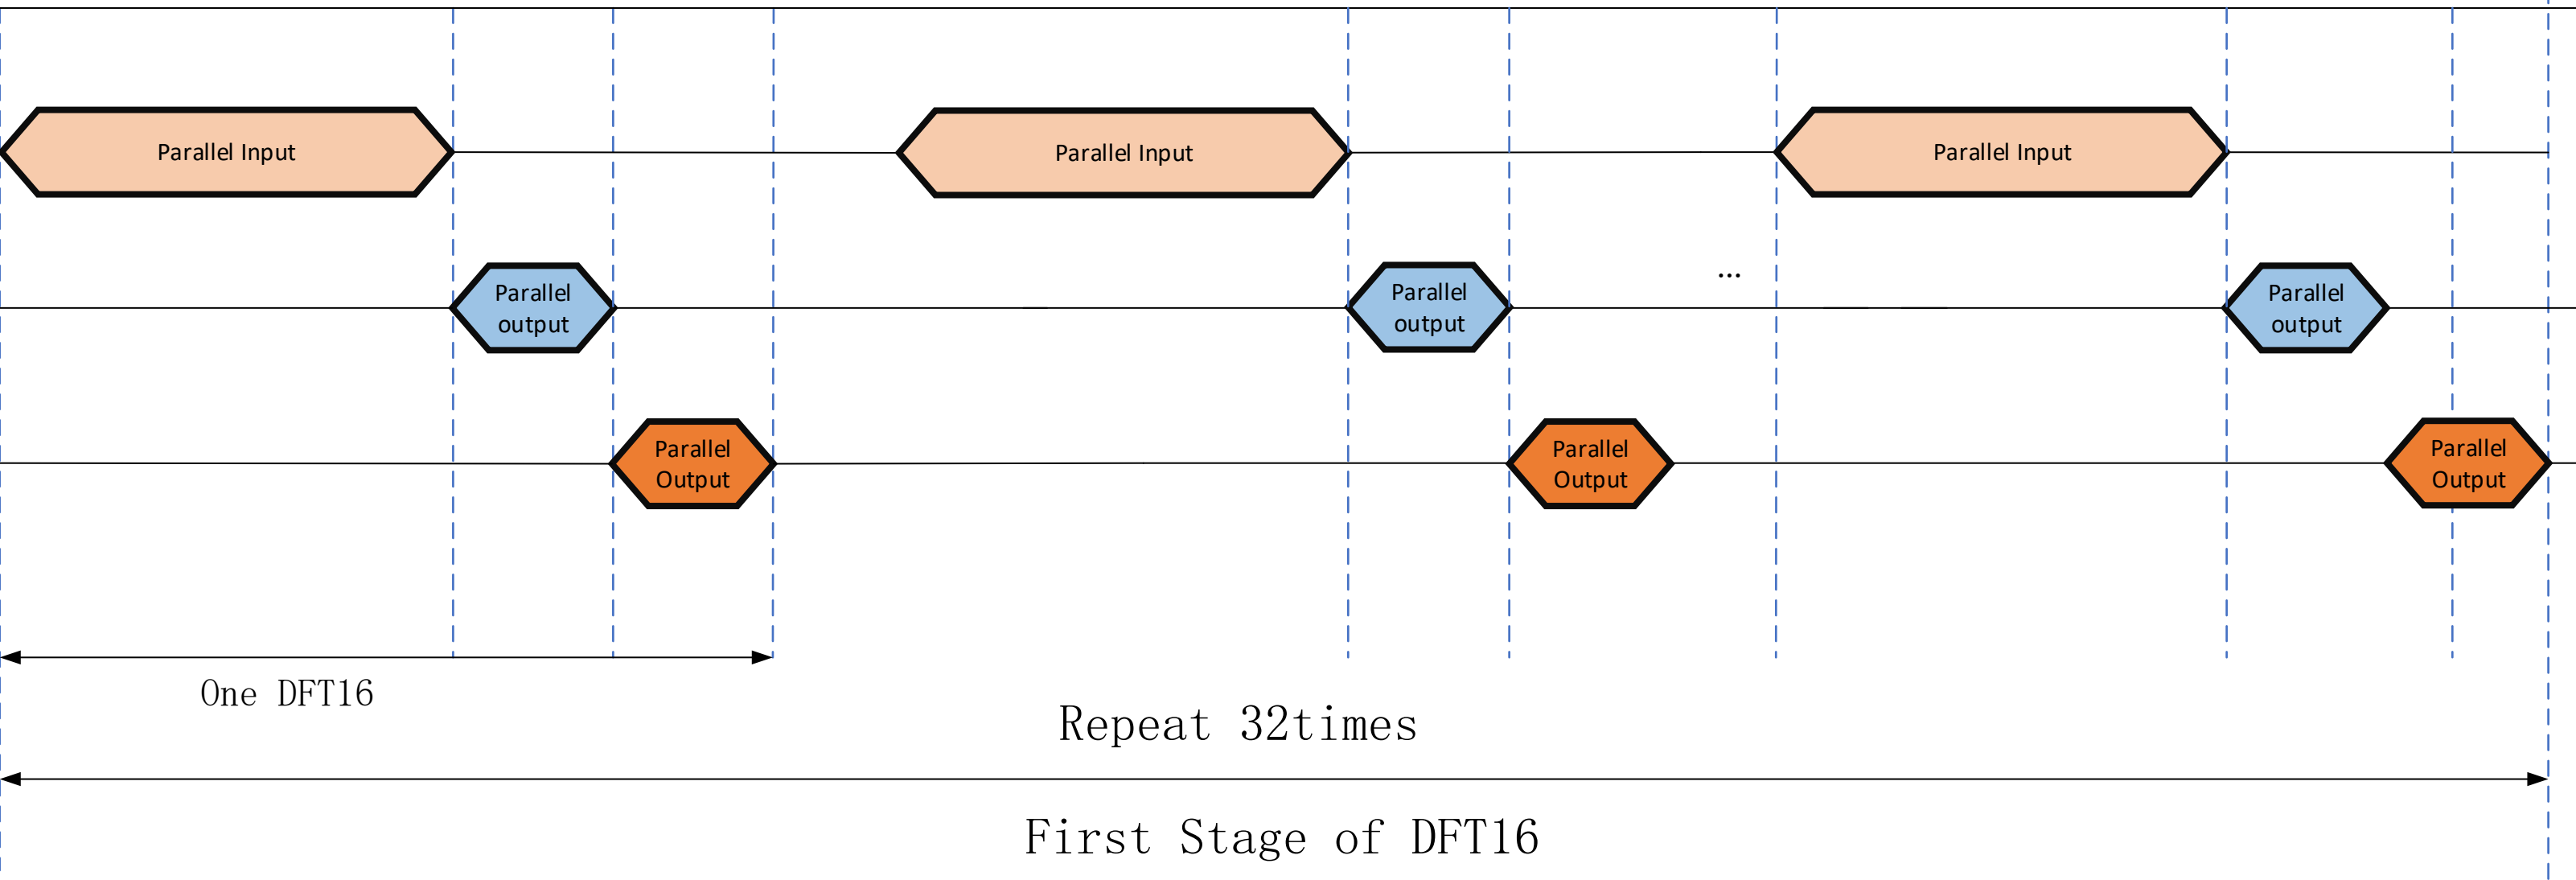 Parallel Input
Parallel Input
Parallel Input
Parallel
output
Parallel
output
...
Parallel
output
Parallel
Output
Parallel
Output
Parallel
Output
One DFT16
Repeat 32times
First Stage of DFT16